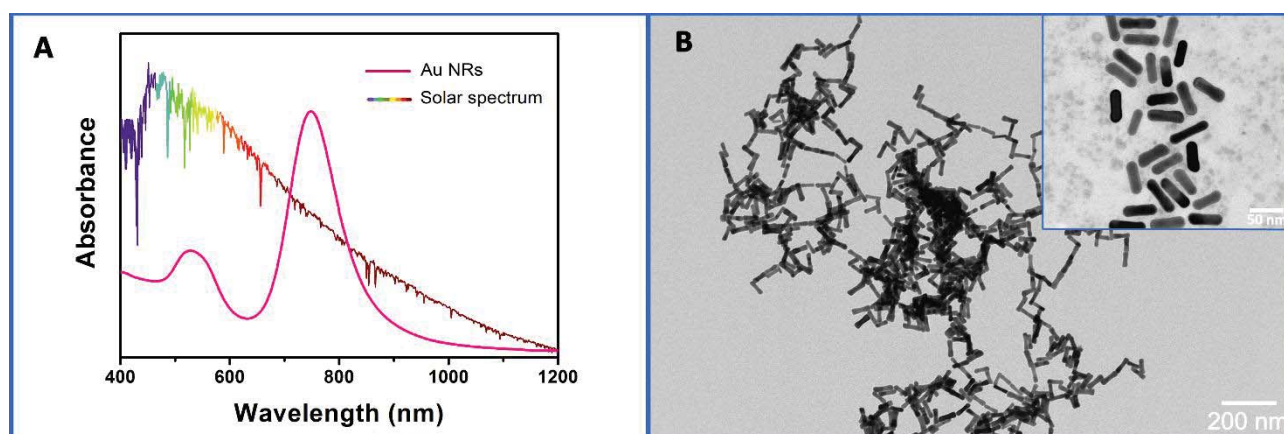 A
Au NRs
Solar spectrum
Absorbance
400
600
800
1000
1200
Wavelength (nm)
B
50 nm
200 nm